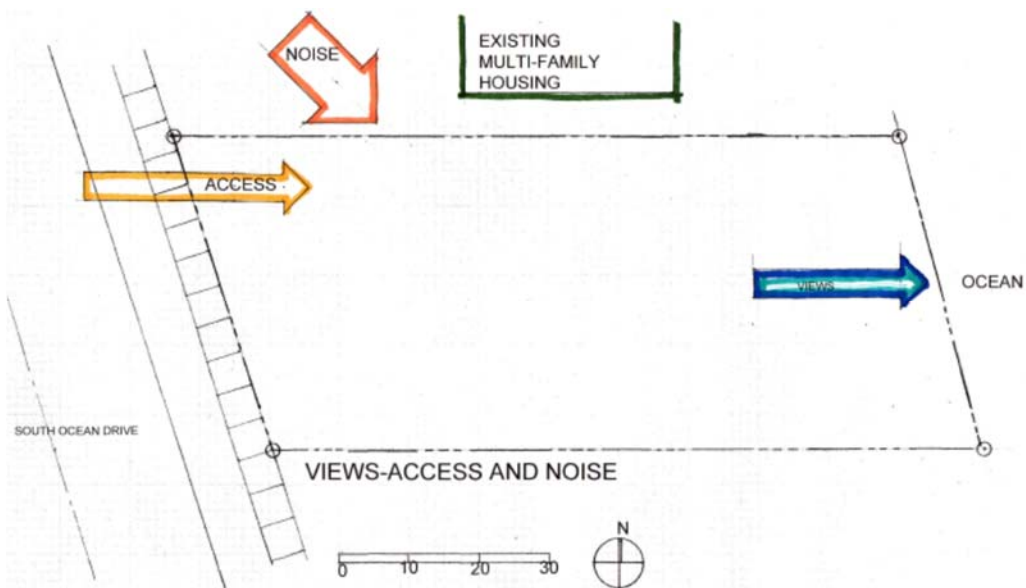 NOISE
EXISTING
MULTI-FAMILY
HOUSING
ACCESS
VIEWS
OCEAN
SOUTH OCEAN DRIVE
VIEWS-ACCESS AND NOISE
N
0 10 20 30